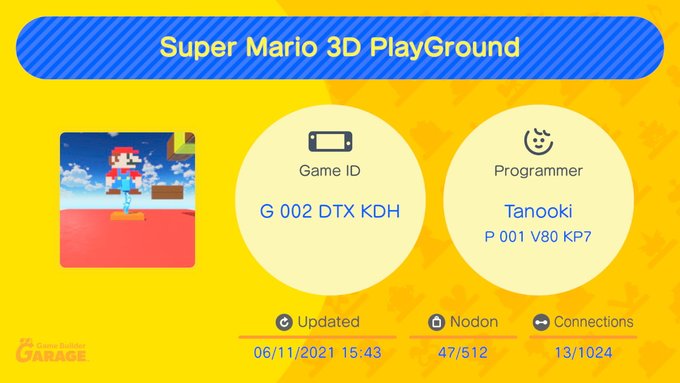 Super Mario 3D PlayGround
Game ID
G 002 DTX KDH
Programmer
Tanooki
P 001 V80 KP7
Updated
06/11/2021 15:43
Nodon
47/512
Connections
13/1024
Game Builder
GARAGE